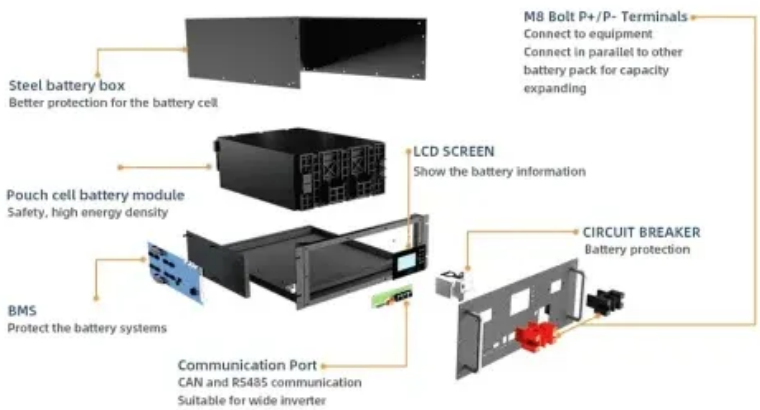 M8 Bolt P+/P- Terminals
Connect to equipment
Connect in parallel to other
battery pack for capacity
expanding
Steel battery box
Better protection for the battery cell
LCD SCREEN
Show the battery information
Pouch cell battery module
Safety, high energy density
CIRCUIT BREAKER
Battery protection
BMS
Protect the battery systems
Communication Port
CAN and RS485 communication
Suitable for wide inverter